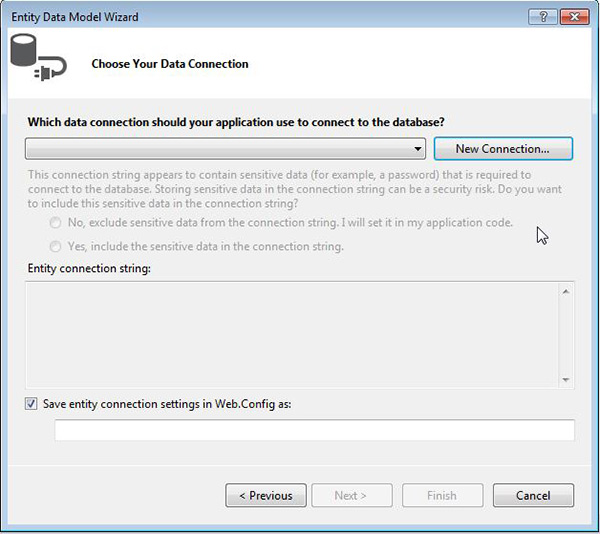 Entity Data Model Wizard
?
Choose Your Data Connection
Which data connection should your application use to connect to the database?
New Connection...
This connection string appears to contain sensitive data (for example, a password) that is required to
connect to the database. Storing sensitive data in the connection string can be a security risk. Do you want
to include this sensitive data in the connection string?
No, exclude sensitive data from the connection string. I will set it in my application code.
Yes, include the sensitive data in the connection string.
Entity connection string:
Save entity connection settings in Web.Config as:
< Previous
Next >
Finish
Cancel